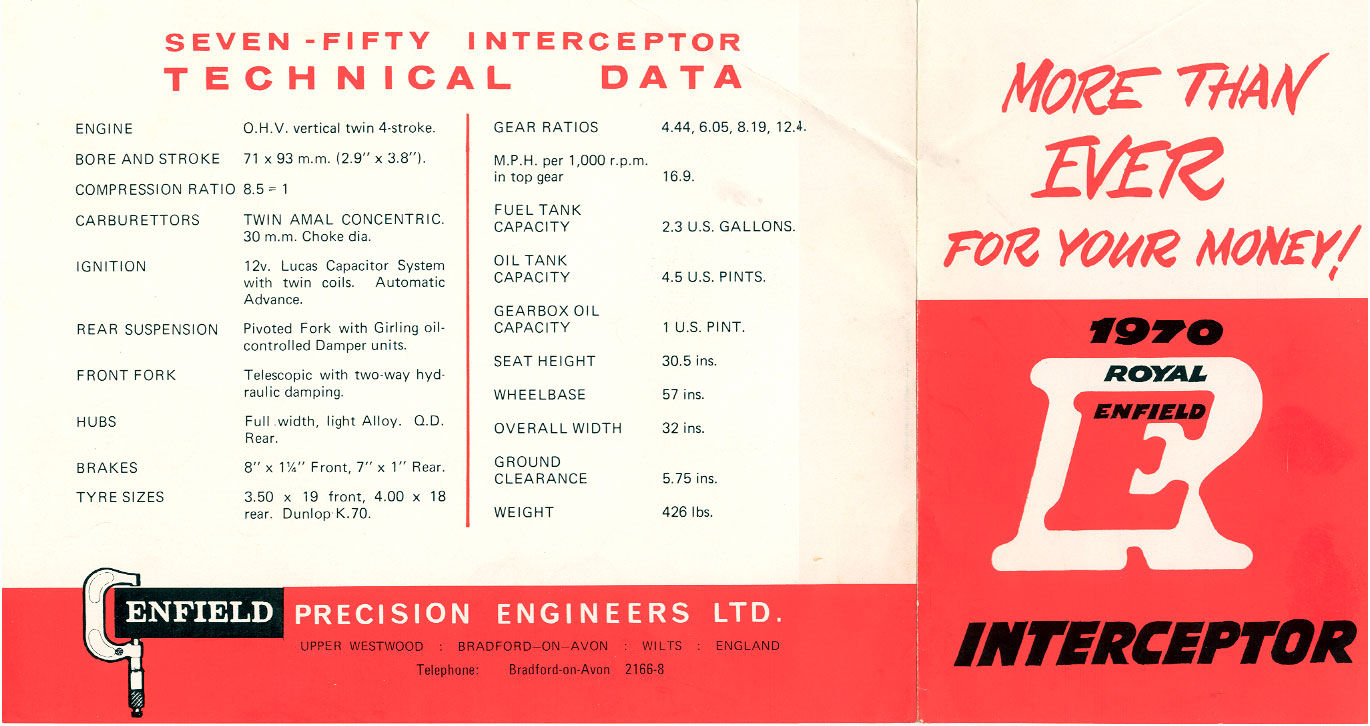 SEVEN-FIFTY INTERCEPTOR
TECHNICAL DATA
ENGINE O.H.V. vertical twin 4-stroke.
BORE AND STROKE 71 x 93 m.m. (2.9" x 3.8").
COMPRESSION RATIO 8.5 = 1
CARBURETTORS TWIN AMAL CONCENTRIC.
30 m.m. Choke dia.
IGNITION 12v. Lucas Capacitor System
with twin coils. Automatic
Advance.
REAR SUSPENSION Pivoted Fork with Girling oil-
controlled Damper units.
FRONT FORK Telescopic with two-way hyd-
raulic damping.
HUBS Full width, light Alloy. Q.D.
Rear.
BRAKES 8" x 1¼" Front, 7" x 1" Rear.
TYRE SIZES 3.50 x 19 front, 4.00 x 18
rear. Dunlop K.70.
GEAR RATIOS 4.44, 6.05, 8.19, 12.4.
M.P.H. per 1,000 r.p.m.
in top gear 16.9.
FUEL TANK
CAPACITY 2.3 U.S. GALLONS.
OIL TANK
CAPACITY 4.5 U.S. PINTS.
GEARBOX OIL
CAPACITY 1 U.S. PINT.
SEAT HEIGHT 30.5 ins.
WHEELBASE 57 ins.
OVERALL WIDTH 32 ins.
GROUND
CLEARANCE 5.75 ins.
WEIGHT 426 lbs.
ENFIELD PRECISION ENGINEERS LTD.
UPPER WESTWOOD : BRADFORD-ON-AVON : WILTS : ENGLAND
Telephone: Bradford-on-Avon 2166-8
MORE THAN
EVER
FOR YOUR MONEY!
1970
ROYAL
ENFIELD
RE
INTERCEPTOR